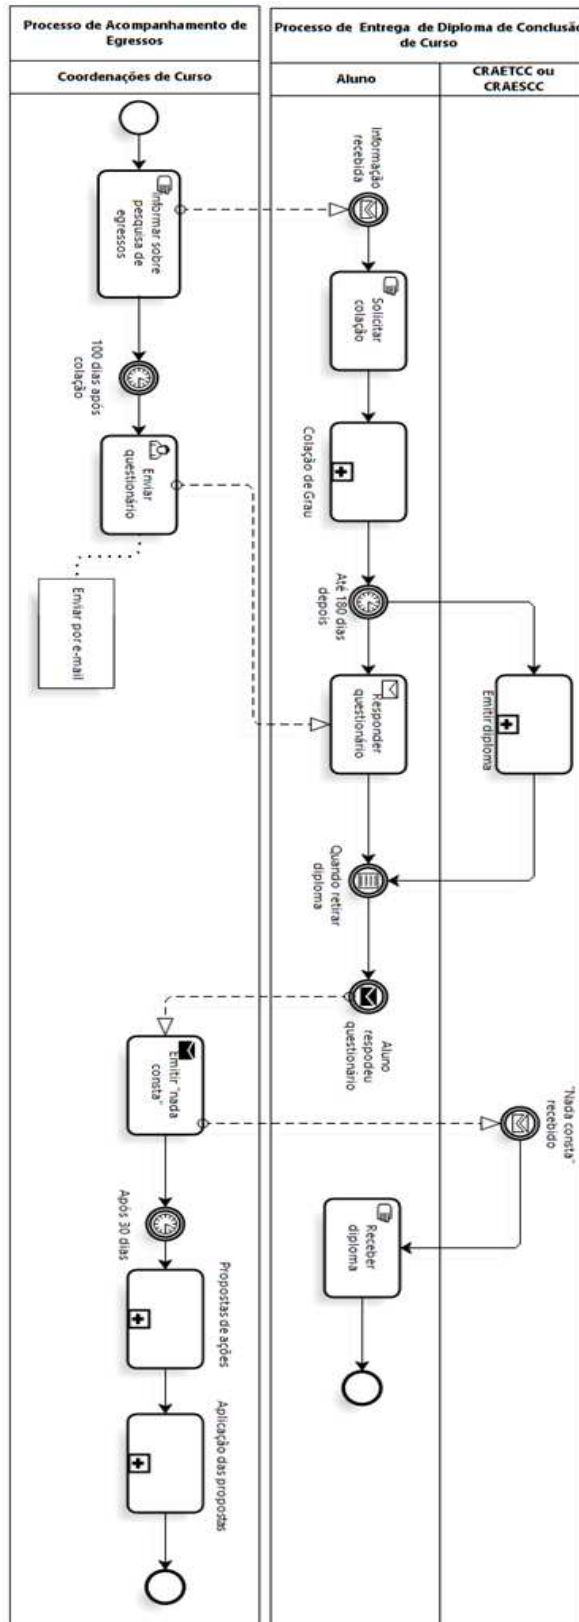 Processo de Acompanhamento de
Egressos
Processo de Entrega de Diploma de Conclusão
de Curso
Coordenações de Curso
Aluno
CRAETCC ou
CRAESCC
Informar sobre
pesquisa de
egressos
Informação
recebida
Solicitar
colação
100 dias após
colação
Enviar
questionário
Enviar por e-mail
Colação de Grau
Até 180 dias
depois
Emitir diploma
Responder
questionário
Quando retirar
diploma
Aluno
respodeu
questionário
Emitir "nada
consta"
"Nada consta"
recebido
Receber
diploma
Após 30 dias
Propostas de ações
Aplicação das propostas